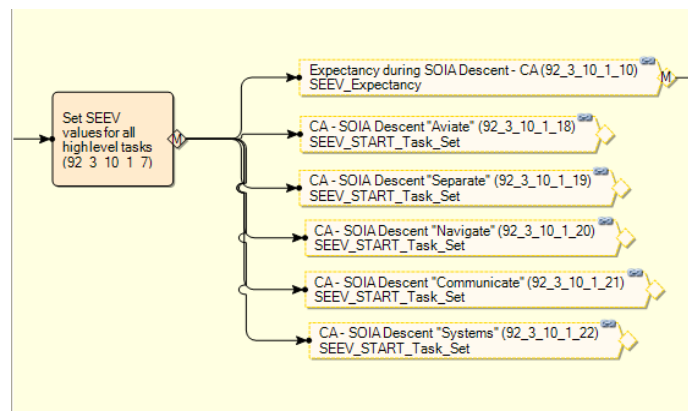 Set SEEV
values for all
high level tasks
(92 3 10 1 7)
M
Expectancy during SOIA Descent - CA (92_3_10_1_10)
SEEV_Expectancy
M
CA - SOIA Descent "Aviate" (92_3_10_1_18)
SEEV_START_Task_Set
CA - SOIA Descent "Separate" (92_3_10_1_19)
SEEV_START_Task_Set
CA - SOIA Descent "Navigate" (92_3_10_1_20)
SEEV_START_Task_Set
CA - SOIA Descent "Communicate" (92_3_10_1_21)
SEEV_START_Task_Set
CA - SOIA Descent "Systems" (92_3_10_1_22)
SEEV_START_Task_Set